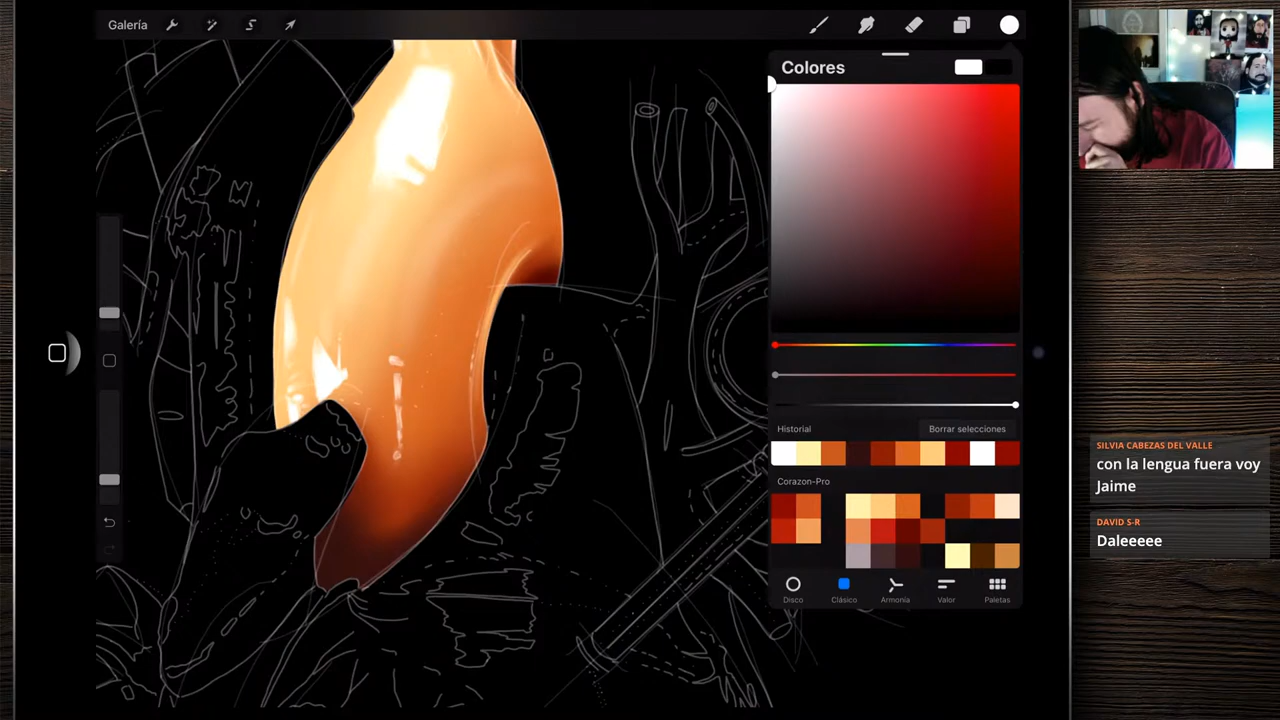 Galería
Colores
Historial
Borrar selecciones
Corazon-Pro
Disco
Clásico
Armonía
Valor
Paletas
SILVIA CABEZAS DEL VALLE
con la lengua fuera voy
Jaime
DAVID S-R
Daleeeee